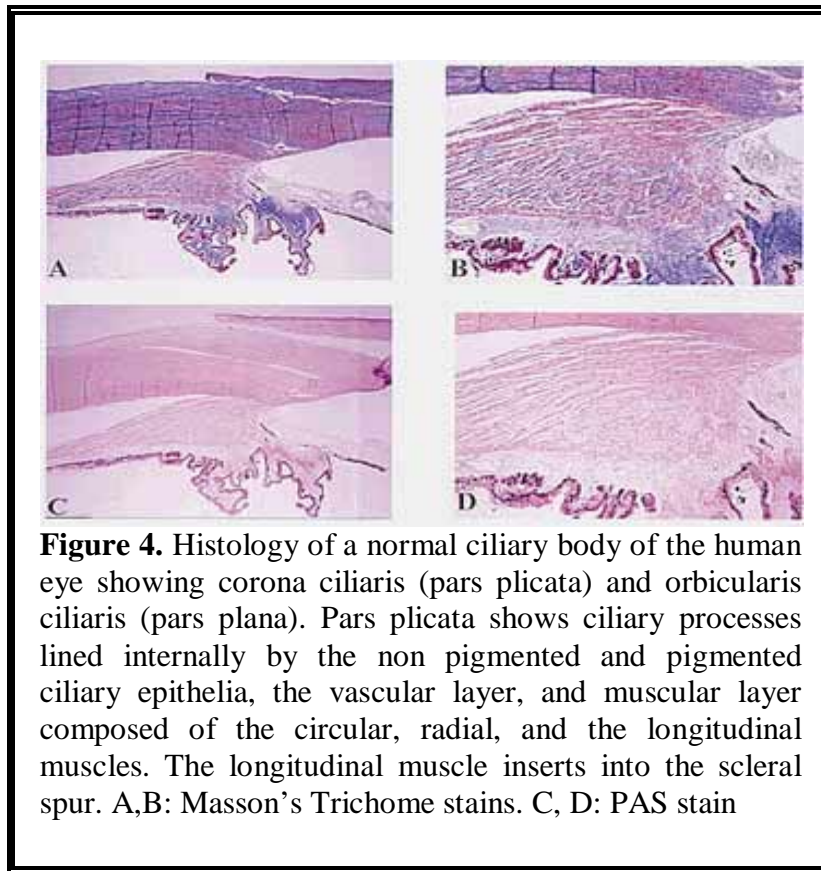 A
B
C
D
Figure 4. Histology of a normal ciliary body of the human
eye showing corona ciliaris (pars plicata) and orbicularis
ciliaris (pars plana). Pars plicata shows ciliary processes
lined internally by the non pigmented and pigmented
ciliary epithelia, the vascular layer, and muscular layer
composed of the circular, radial, and the longitudinal
muscles. The longitudinal muscle inserts into the scleral
spur. A,B: Masson’s Trichome stains. C, D: PAS stain